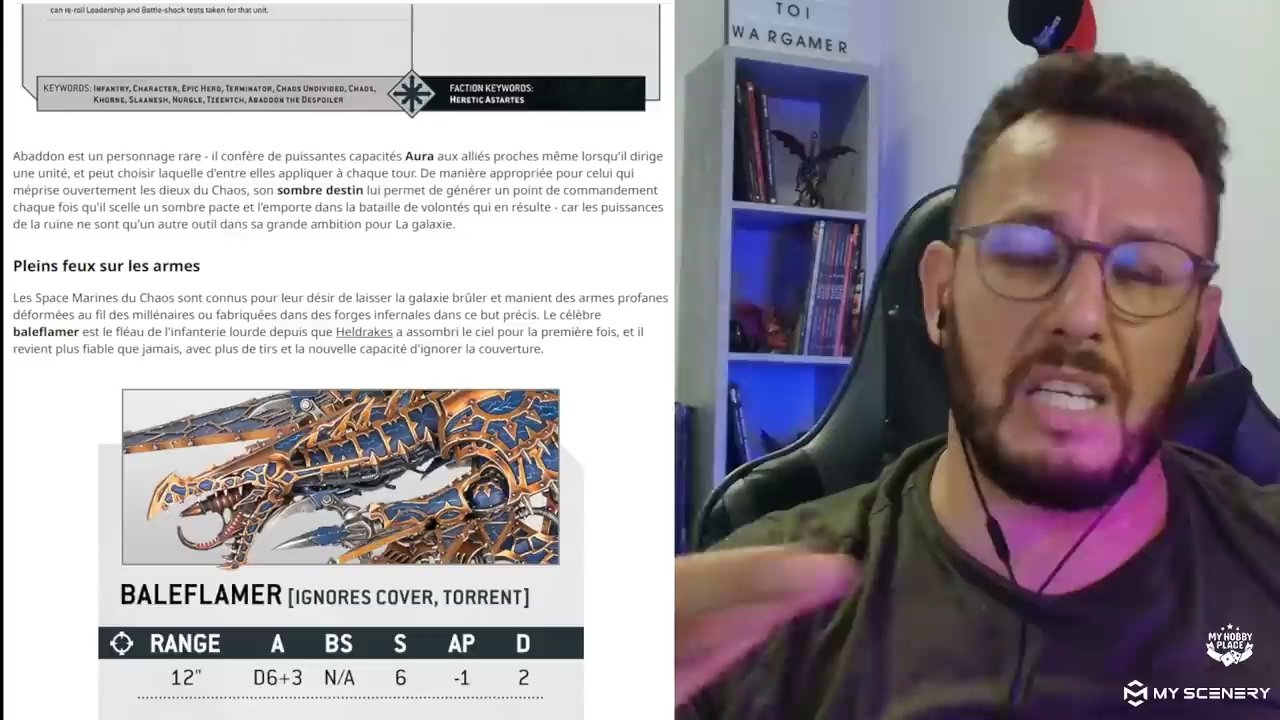 can re-roll Leadership and Battle-shock tests taken for that unit.
KEYWORDS: INFANTRY, CHARACTER, EPIC HERO, TERMINATOR, CHAOS UNDIVIDED, CHAOS,
KHORNE, SLAANESH, NURGLE, TZEENTCH, ABADDON THE DESPOILER
FACTION KEYWORDS:
HERETIC ASTARTES
Abaddon est un personnage rare - il confère de puissantes capacités Aura aux alliés proches même lorsqu'il dirige
une unité, et peut choisir laquelle d'entre elles appliquer à chaque tour. De manière appropriée pour celui qui
méprise ouvertement les dieux du Chaos, son sombre destin lui permet de générer un point de commandement
chaque fois qu'il scelle un sombre pacte et l'emporte dans la bataille de volontés qui en résulte - car les puissances
de la ruine ne sont qu'un autre outil dans sa grande ambition pour La galaxie.
Pleins feux sur les armes
Les Space Marines du Chaos sont connus pour leur désir de laisser la galaxie brûler et manient des armes profanes
déformées au fil des millénaires ou fabriquées dans des forges infernales dans ce but précis. Le célèbre
baleflamer est le fléau de l'infanterie lourde depuis que Heldrakes a assombri le ciel pour la première fois, et il
revient plus fiable que jamais, avec plus de tirs et la nouvelle capacité d'ignorer la couverture.
BALEFLAMER [IGNORES COVER, TORRENT]
RANGE A BS S AP D
12" D6+3 N/A 6 -1 2
TOI
WARGAMER
MY HOBBY
PLACE
MY SCENERY